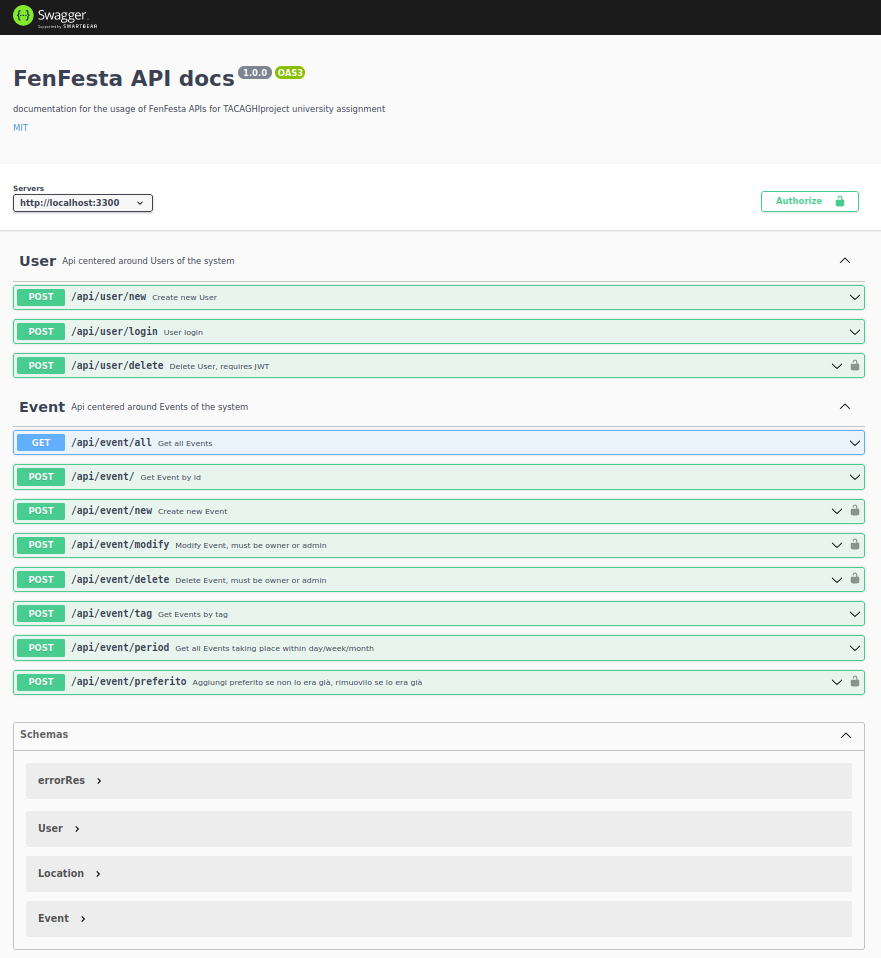 Swagger
Supported by SMARTBEAR
FenFesta API docs 1.0.0 OAS3
documentation for the usage of FenFesta APIs for TACAGHIproject university assignment
MIT
Servers
http://localhost:3300
Authorize
User Api centered around Users of the system
POST /api/user/new Create new User
POST /api/user/login User login
POST /api/user/delete Delete User, requires JWT
Event Api centered around Events of the system
GET /api/event/all Get all Events
POST /api/event/ Get Event by id
POST /api/event/new Create new Event
POST /api/event/modify Modify Event, must be owner or admin
POST /api/event/delete Delete Event, must be owner or admin
POST /api/event/tag Get Events by tag
POST /api/event/period Get all Events taking place within day/week/month
POST /api/event/preferito Aggiungi preferito se non lo era già, rimuovilo se lo era già
Schemas
errorRes
User
Location
Event